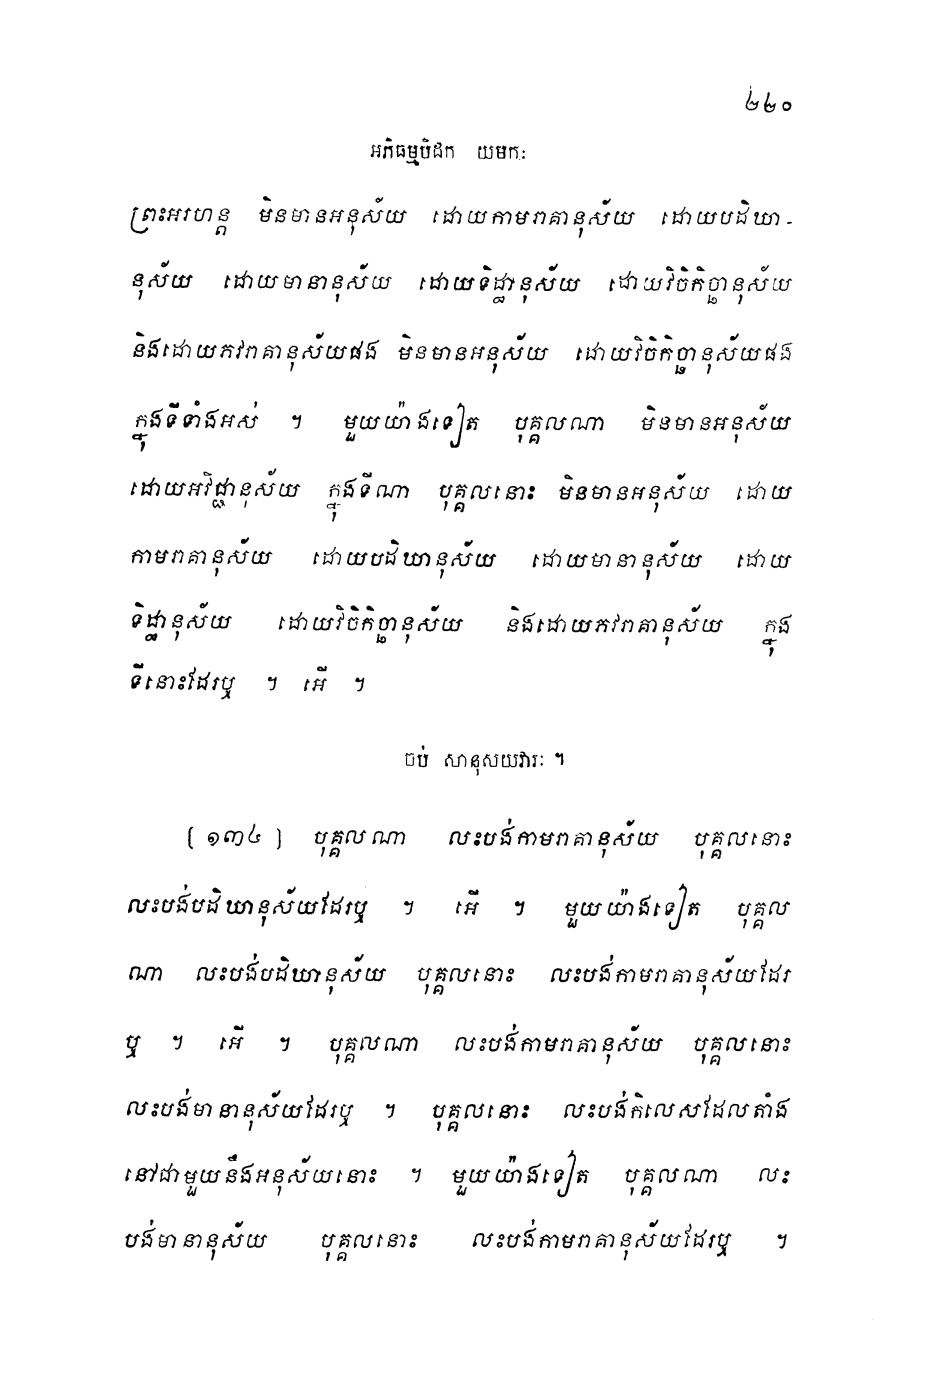 ២២០
អភិធម្មបិដក យមកៈ
ព្រះអរហន្ត មិនមានអនុស័យ ដោយកាមរាគានុស័យ ដោយបដិឃា-
នុស័យ ដោយមានានុស័យ ដោយទិដ្ឋានុស័យ ដោយវិចិកិច្ឆានុស័យ
និងដោយភវរាគានុស័យផង មិនមានអនុស័យ ដោយវិចិកិច្ឆានុស័យផង
ក្នុងទីទាំងអស់ ។ មួយយ៉ាងទៀត បុគ្គលណា មិនមានអនុស័យ
ដោយអវិជ្ជានុស័យ ក្នុងទីណា បុគ្គលនោះ មិនមានអនុស័យ ដោយ
កាមរាគានុស័យ ដោយបដិឃានុស័យ ដោយមានានុស័យ ដោយ
ទិដ្ឋានុស័យ ដោយវិចិកិច្ឆានុស័យ និងដោយភវរាគានុស័យ ក្នុង
ទីនោះដែរឬ ។ អើ ។
ចប់ សានុសយវារៈ ។
(១៣៤) បុគ្គលណា លះបង់កាមរាគានុស័យ បុគ្គលនោះ
លះបង់បដិឃានុស័យដែរឬ ។ អើ ។ មួយយ៉ាងទៀត បុគ្គល
ណា លះបង់បដិឃានុស័យ បុគ្គលនោះ លះបង់កាមរាគានុស័យដែរ
ឬ ។ អើ ។ បុគ្គលណា លះបង់កាមរាគានុស័យ បុគ្គលនោះ
លះបង់មានានុស័យដែរឬ ។ បុគ្គលនោះ លះបង់កិលេសដែលតាំង
នៅជាមួយនឹងអនុស័យនោះ ។ មួយយ៉ាងទៀត បុគ្គលណា លះ
បង់មានានុស័យ បុគ្គលនោះ លះបង់កាមរាគានុស័យដែរឬ ។